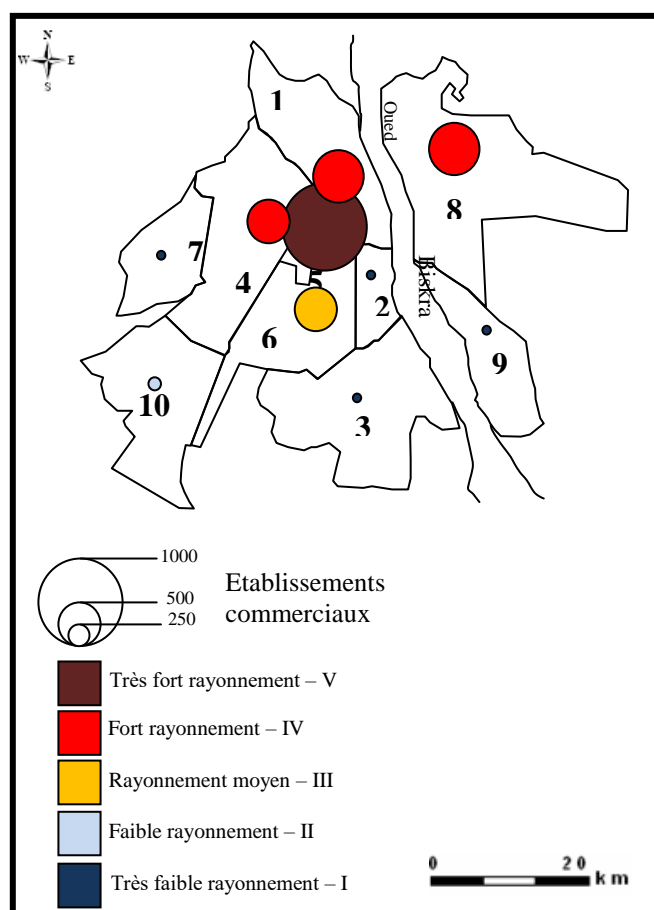 N
W E
S
1
Oued
8
7
4
5
2
Biskra
6
9
10
3
1000
500
250
Etablissements
commerciaux
Très fort rayonnement – V
Fort rayonnement – IV
Rayonnement moyen – III
Faible rayonnement – II
Très faible rayonnement – I
0 20
km